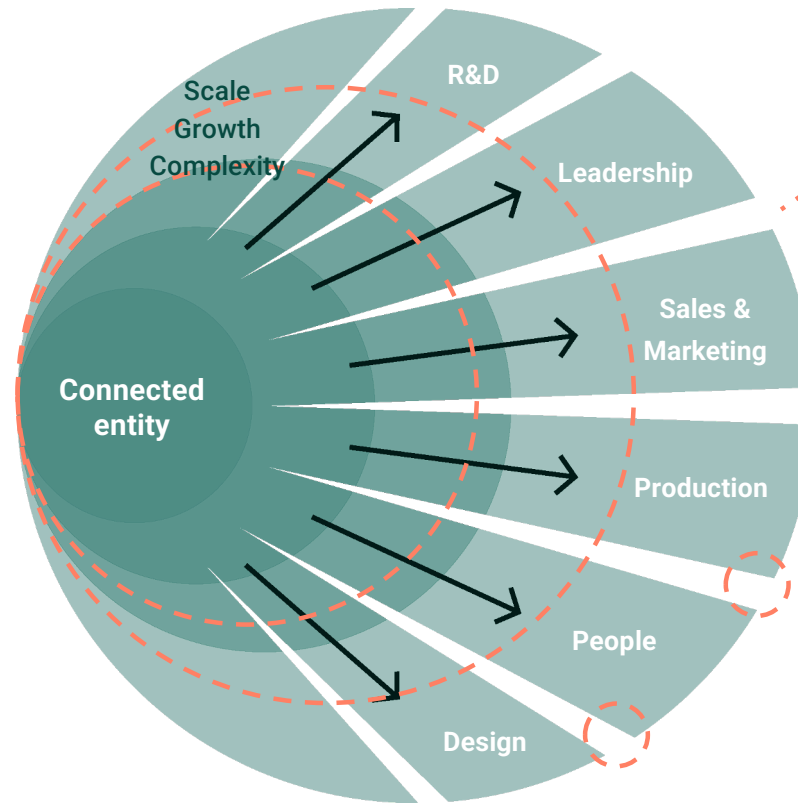 Scale
Growth
Complexity
R&D
Leadership
Sales &
Marketing
Connected
entity
Production
People
Design